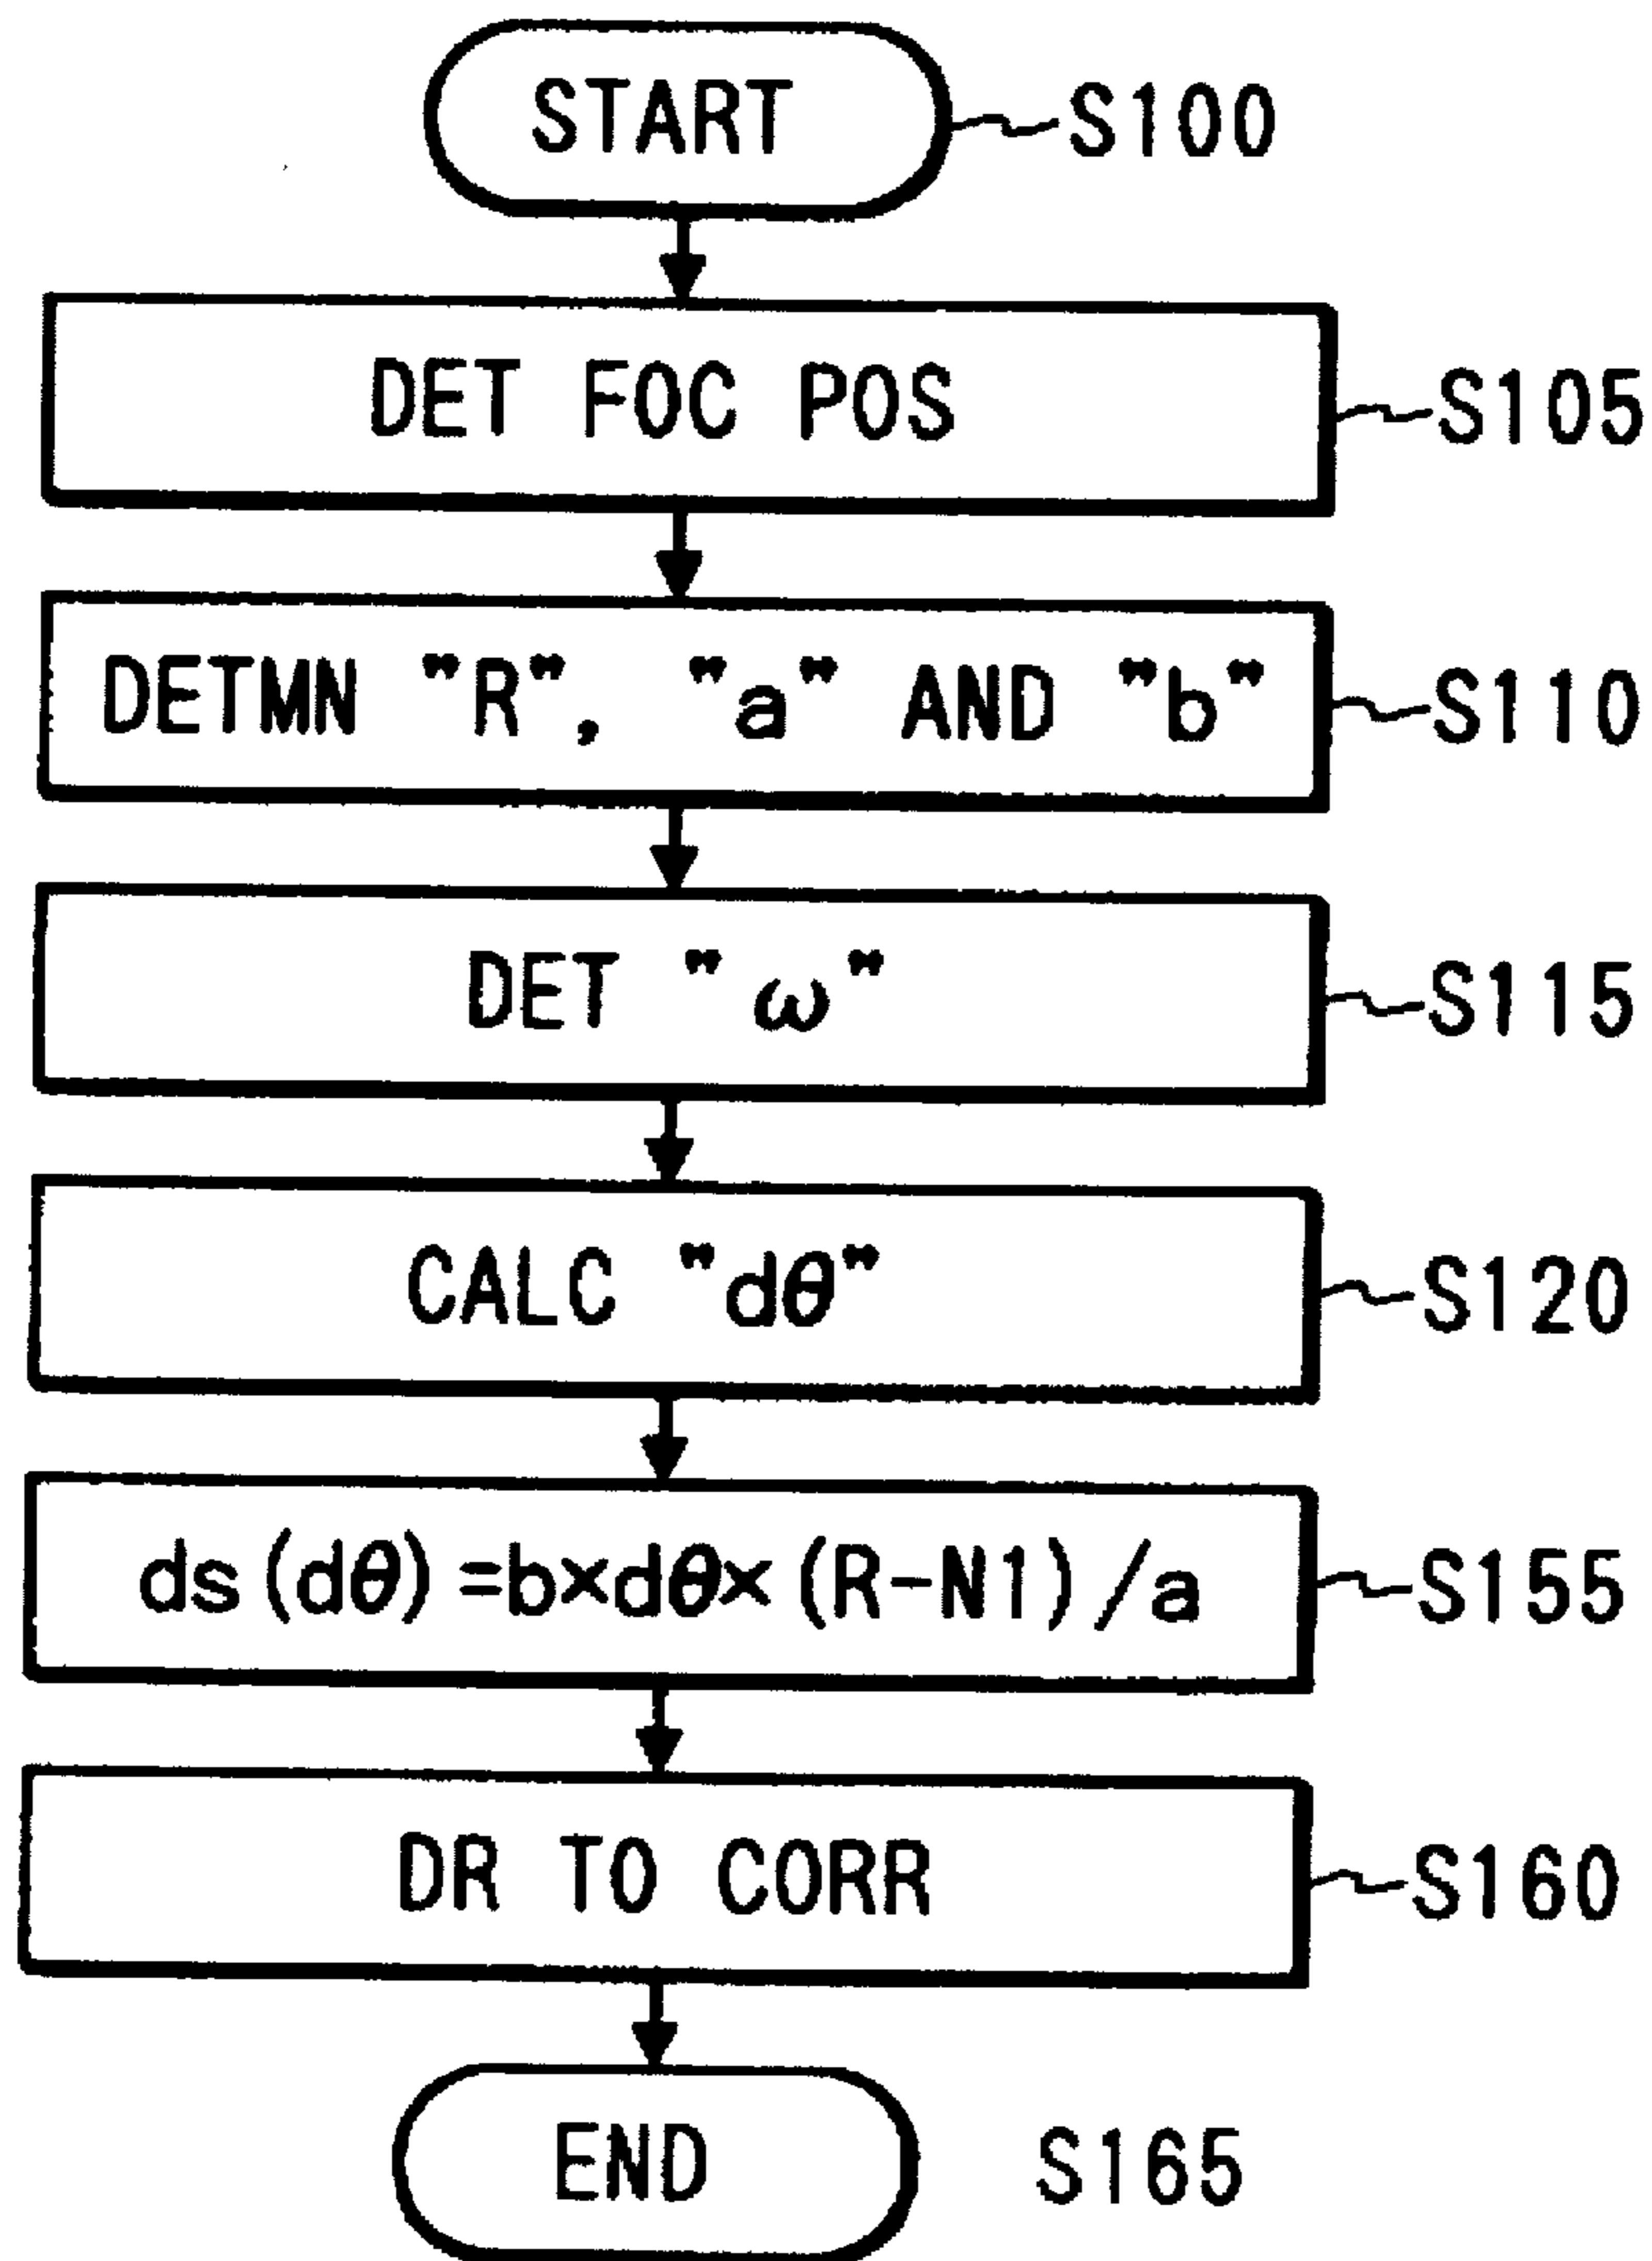 START S100
DET FOC POS S105
DETMN "R", "a" AND "b" S110
DET "ω" S115
CALC "dθ" S120
ds(dθ)=b×dθ×(R-N1)/a S155
DR TO CORR S160
END S165